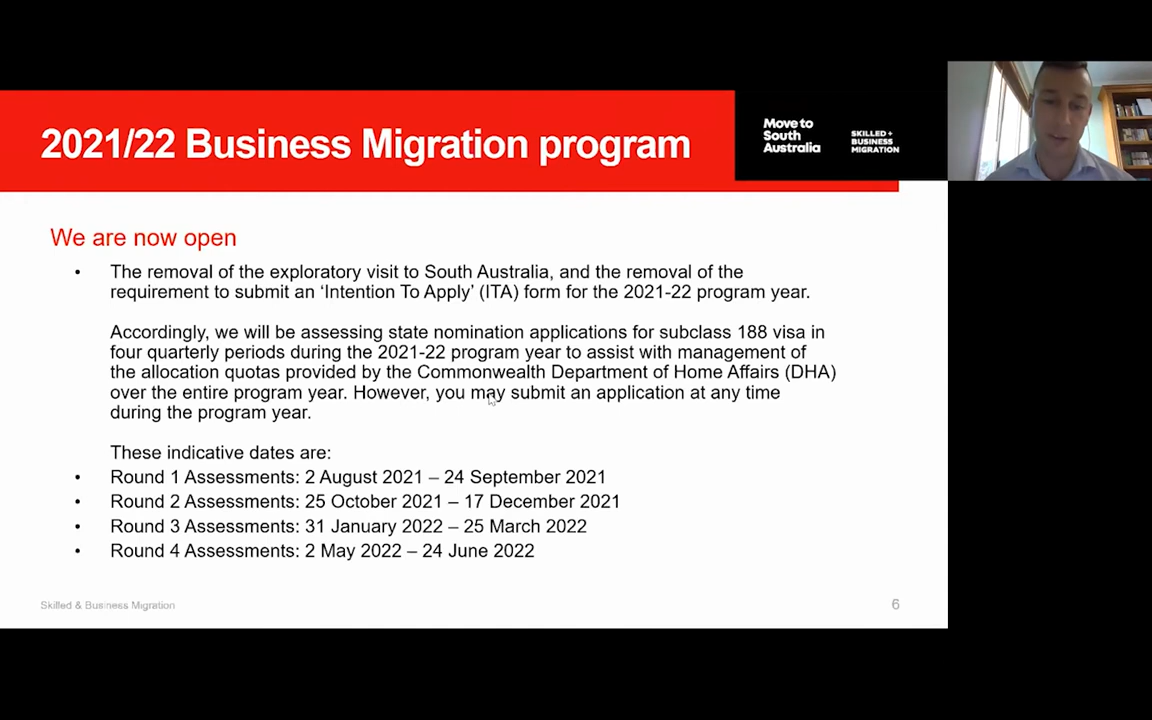 2021/22 Business Migration program
Move to
South
Australia
SKILLED +
BUSINESS
MIGRATION
We are now open
• The removal of the exploratory visit to South Australia, and the removal of the
requirement to submit an ‘Intention To Apply’ (ITA) form for the 2021-22 program year.
Accordingly, we will be assessing state nomination applications for subclass 188 visa in
four quarterly periods during the 2021-22 program year to assist with management of
the allocation quotas provided by the Commonwealth Department of Home Affairs (DHA)
over the entire program year. However, you may submit an application at any time
during the program year.
These indicative dates are:
• Round 1 Assessments: 2 August 2021 – 24 September 2021
• Round 2 Assessments: 25 October 2021 – 17 December 2021
• Round 3 Assessments: 31 January 2022 – 25 March 2022
• Round 4 Assessments: 2 May 2022 – 24 June 2022
Skilled & Business Migration
6